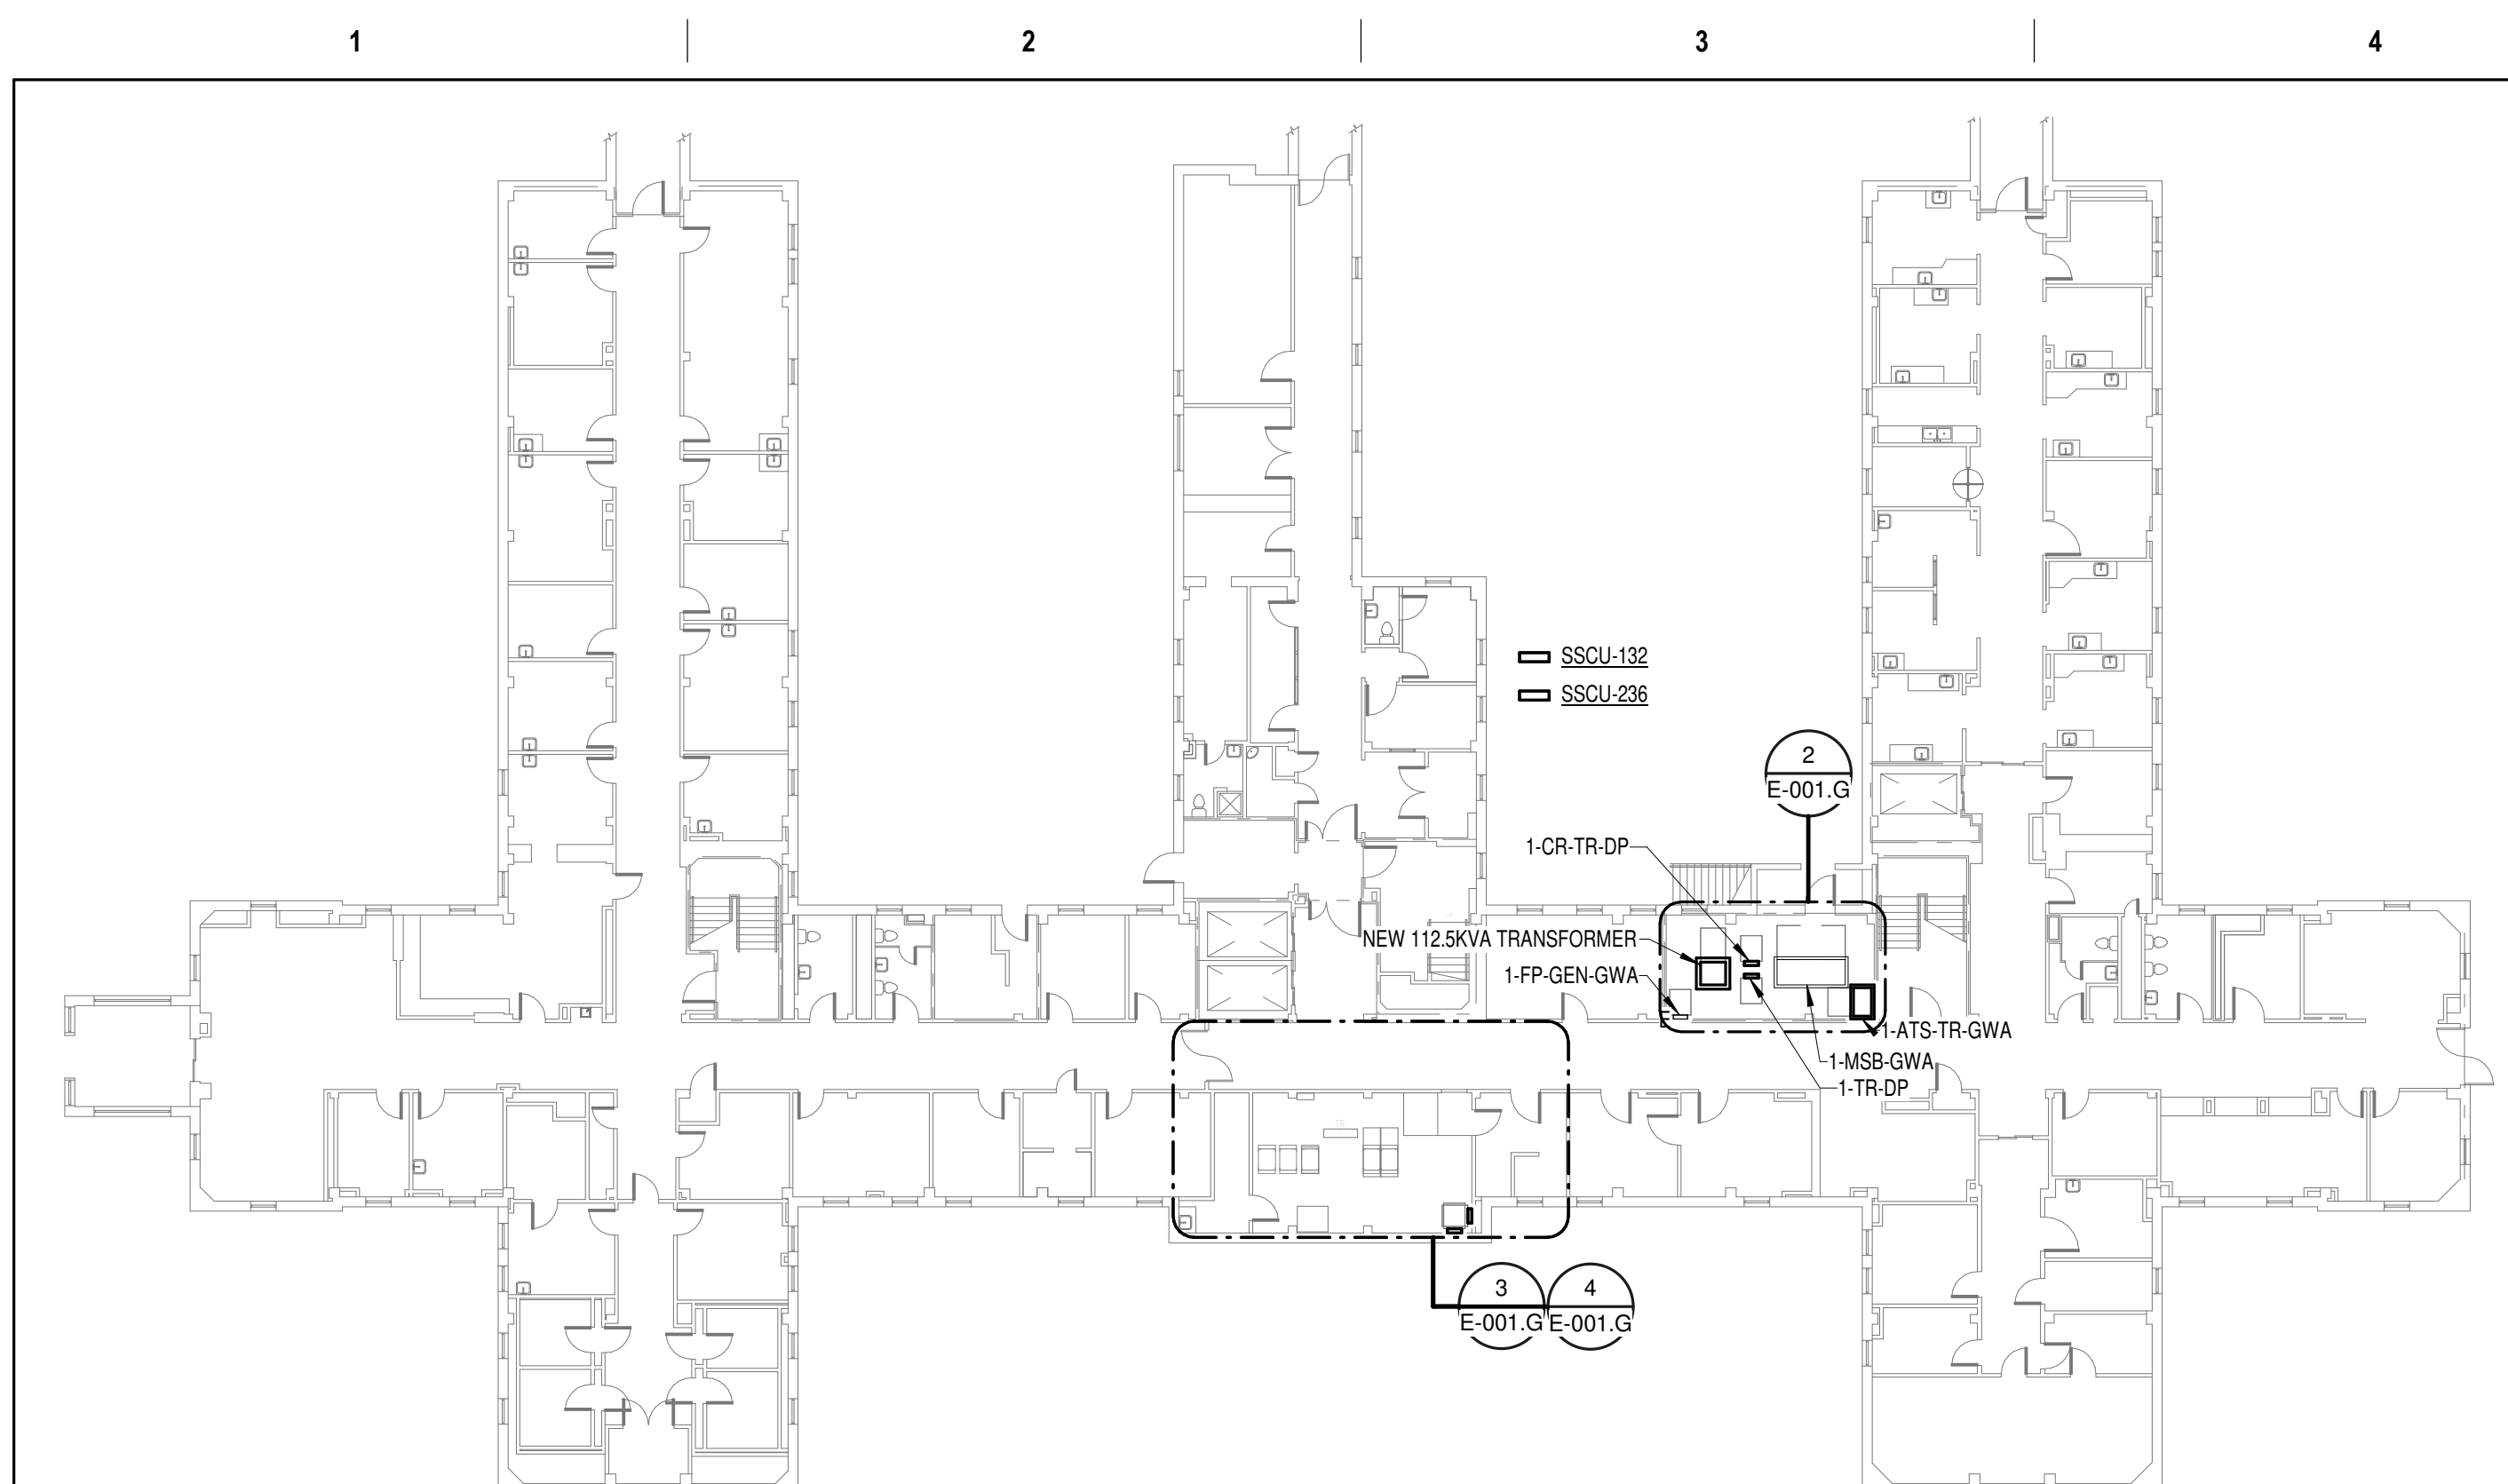 1
2
3
4
SSCU-132
SSCU-236
2
E-001.G
1-CR-TR-DP
NEW 112.5KVA TRANSFORMER
1-FP-GEN-GWA
1-ATS-TR-GWA
1-MSB-GWA
1-TR-DP
3
E-001.G
4
E-001.G